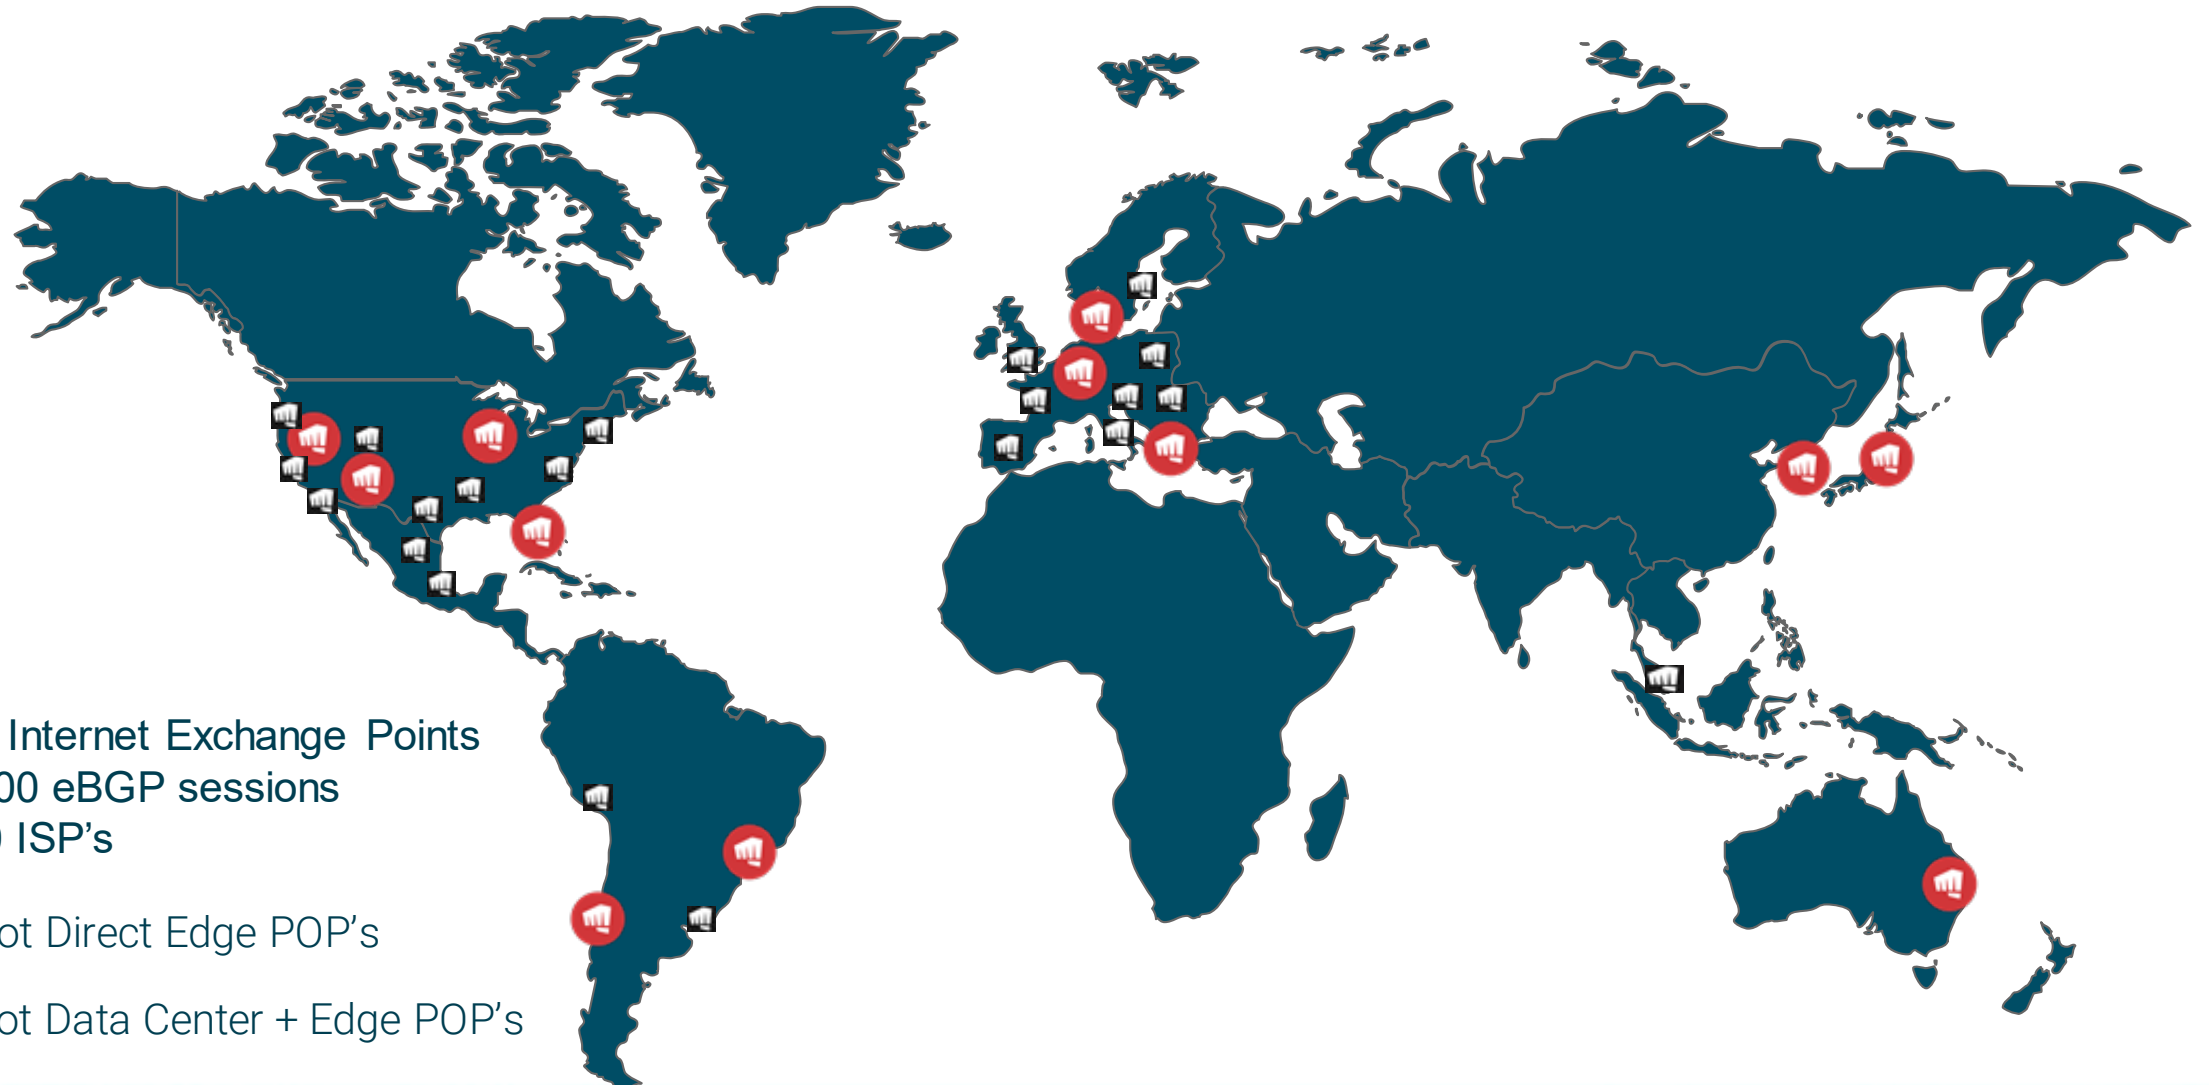 Internet Exchange Points
00 eBGP sessions
ISP’s
ot Direct Edge POP’s
ot Data Center + Edge POP’s